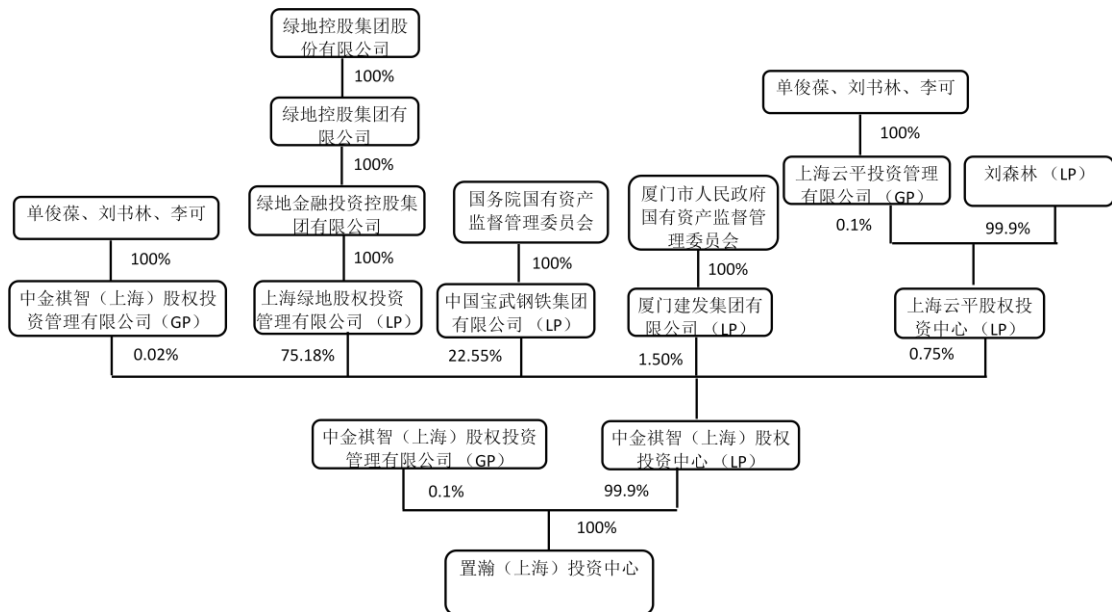 绿地控股集团股
份有限公司
100%
绿地控股集团有
限公司
单俊葆、刘书林、李可
100%
100%
单俊葆、刘书林、李可
绿地金融投资控股集
团有限公司
国务院国有资产
监督管理委员会
厦门市人民政府
国有资产监督管
理委员会
上海云平投资管理
有限公司（GP）
刘森林（LP）
0.1%
99.9%
100%
100%
100%
100%
中金祺智（上海）股权投
资管理有限公司（GP）
上海绿地股权投资
管理有限公司（LP）
中国宝武钢铁集团
有限公司（LP）
厦门建发集团有
限公司（LP）
上海云平股权投
资中心 （LP）
0.02%
75.18%
22.55%
1.50%
0.75%
中金祺智（上海）股权投资
管理有限公司 （GP）
中金祺智（上海）股权
投资中心 （LP）
0.1%
99.9%
100%
置瀚（上海）投资中心